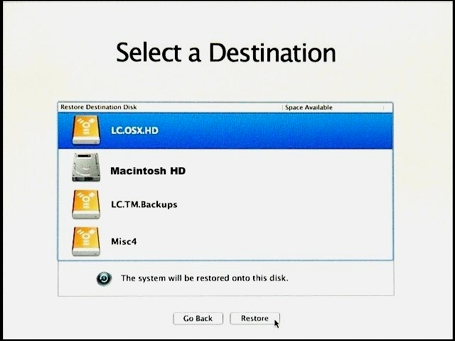 Select a Destination
Restore Destination Disk Space Available
LC.OSX.HD
Macintosh HD
LC.TM.Backups
Misc4
The system will be restored onto this disk.
Go Back Restore